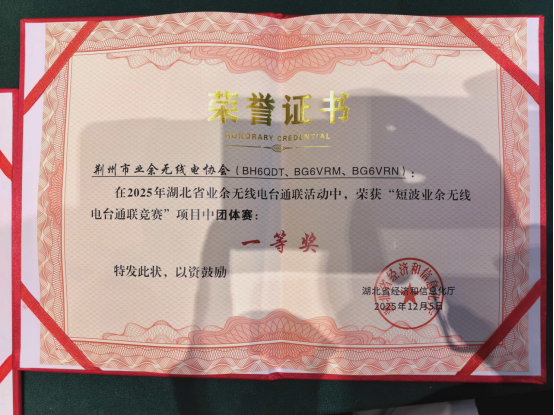 荣誉证书
HONORARY CREDENTIAL
荆州市业余无线电协会（BH6QDT、BG6VRM、BG6VRN）：
在2025年湖北省业余无线电台通联活动中，荣获“短波业余无线
电台通联竞赛”项目中团体赛：
一等奖
特发此状，以资鼓励
湖北省经济和信息化厅
2025年12月5日